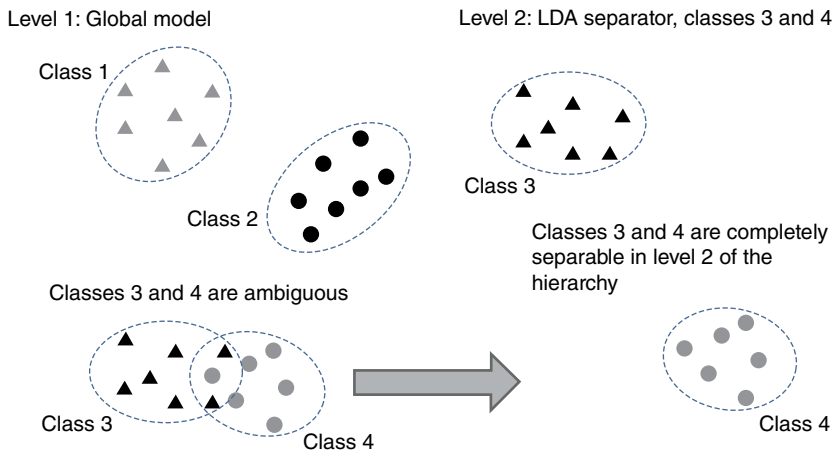 Level 1: Global model
Level 2: LDA separator, classes 3 and 4
Class 1
Class 3
Class 2
Classes 3 and 4 are completely
separable in level 2 of the
hierarchy
Classes 3 and 4 are ambiguous
Class 3
Class 4
Class 4